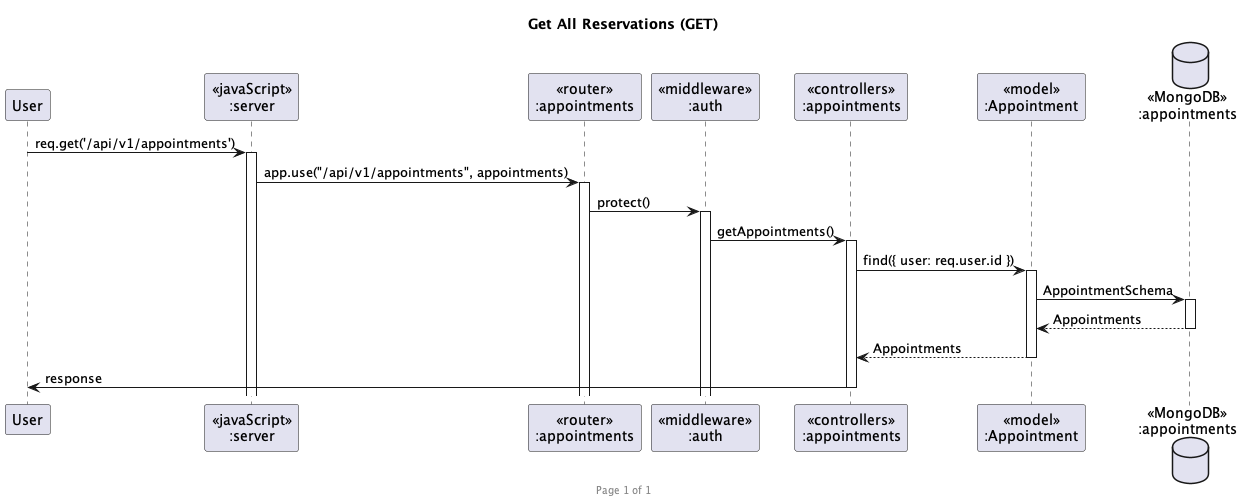 Get All Reservations (GET)
User
«javaScript»
:server
«router»
:appointments
«middleware»
:auth
«controllers»
:appointments
«model»
:Appointment
«MongoDB»
:appointments
req.get('/api/v1/appointments')
app.use("/api/v1/appointments", appointments)
protect()
getAppointments()
find({ user: req.user.id })
AppointmentSchema
Appointments
Appointments
response
User
«javaScript»
:server
«router»
:appointments
«middleware»
:auth
«controllers»
:appointments
«model»
:Appointment
«MongoDB»
:appointments
Page 1 of 1